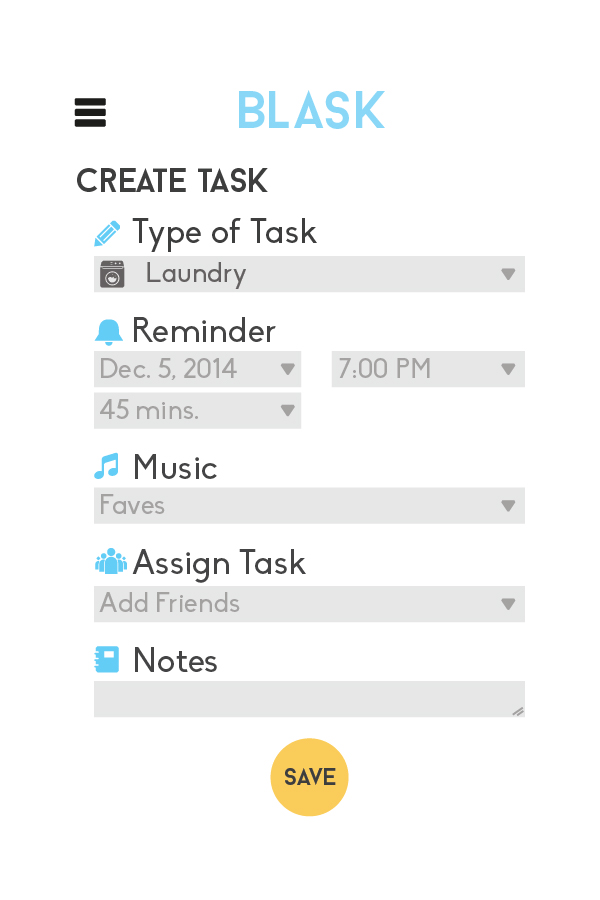 BLASK
CREATE TASK
Type of Task
Laundry
Reminder
Dec. 5, 2014
7:00 PM
45 mins.
Music
Faves
Assign Task
Add Friends
Notes
SAVE